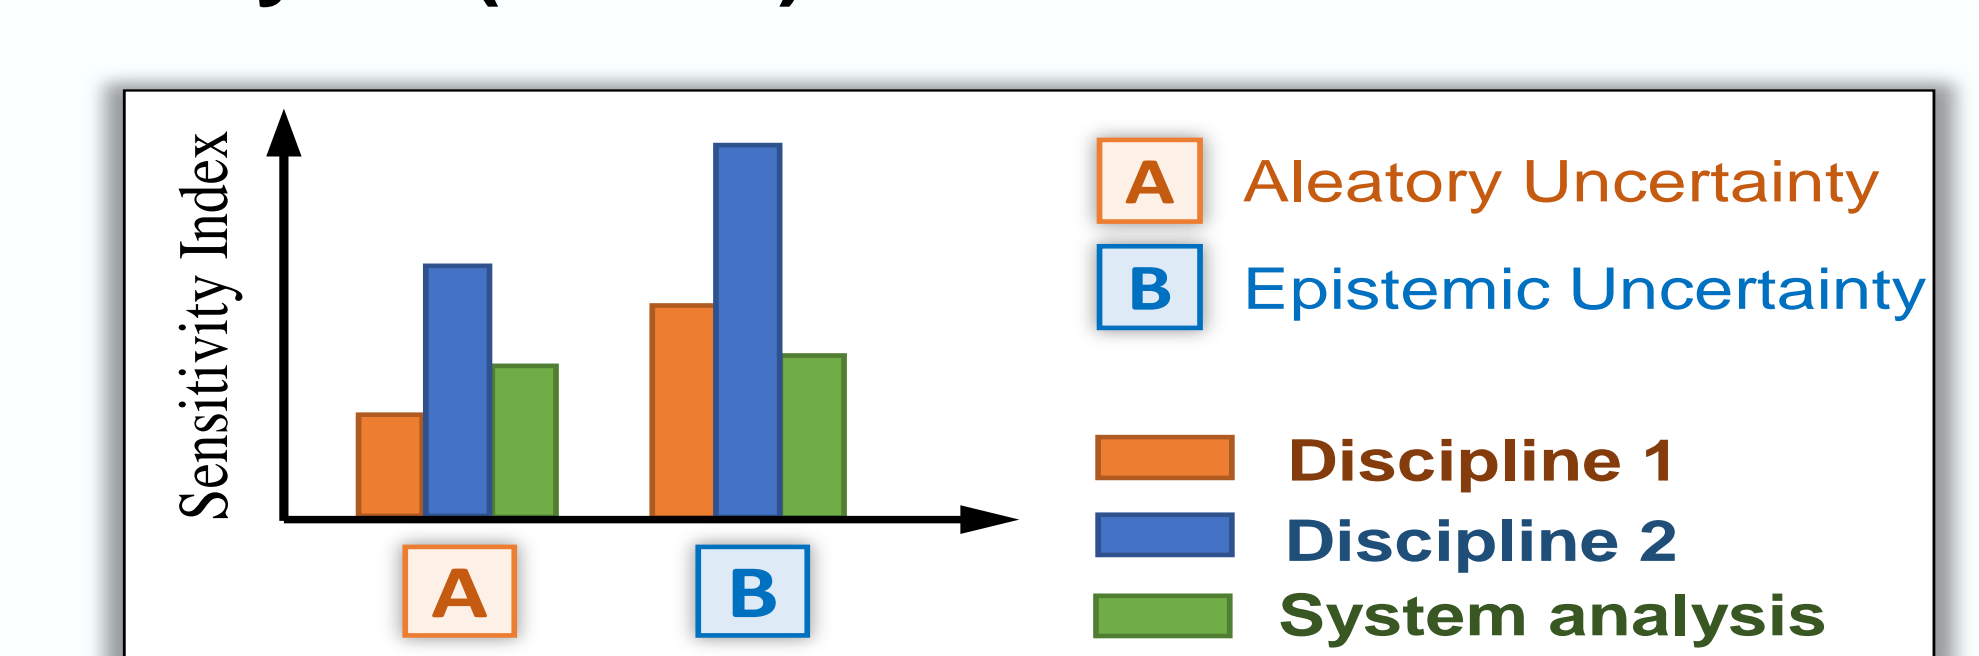 Sensitivity Index
A
B
A Aleatory Uncertainty
B Epistemic Uncertainty
Discipline 1
Discipline 2
System analysis